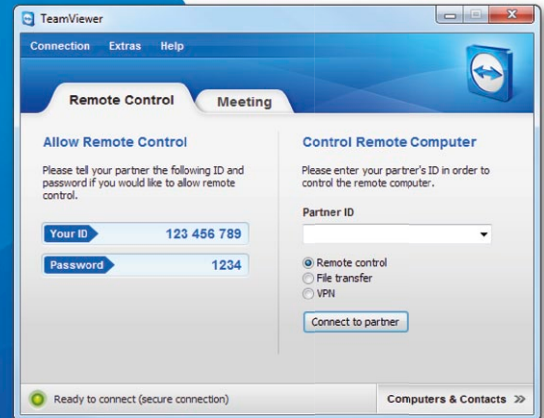 TeamViewer
Connection Extras Help
Remote Control Meeting
Allow Remote Control
Please tell your partner the following ID and
password if you would like to allow remote
control.
Your ID 123 456 789
Password 1234
Control Remote Computer
Please enter your partner's ID in order to
control the remote computer.
Partner ID
Remote control
File transfer
VPN
Connect to partner
Ready to connect (secure connection)
Computers & Contacts >>